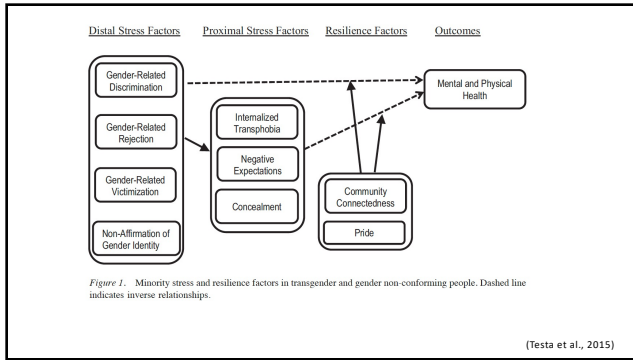 Distal Stress Factors
Proximal Stress Factors
Resilience Factors
Outcomes
Gender-Related
Discrimination
Gender-Related
Rejection
Gender-Related
Victimization
Non-Affirmation of
Gender Identity
Internalized
Transphobia
Negative
Expectations
Concealment
Community
Connectedness
Pride
Mental and Physical
Health
Figure 1. Minority stress and resilience factors in transgender and gender non-conforming people. Dashed line
indicates inverse relationships.
(Testa et al., 2015)